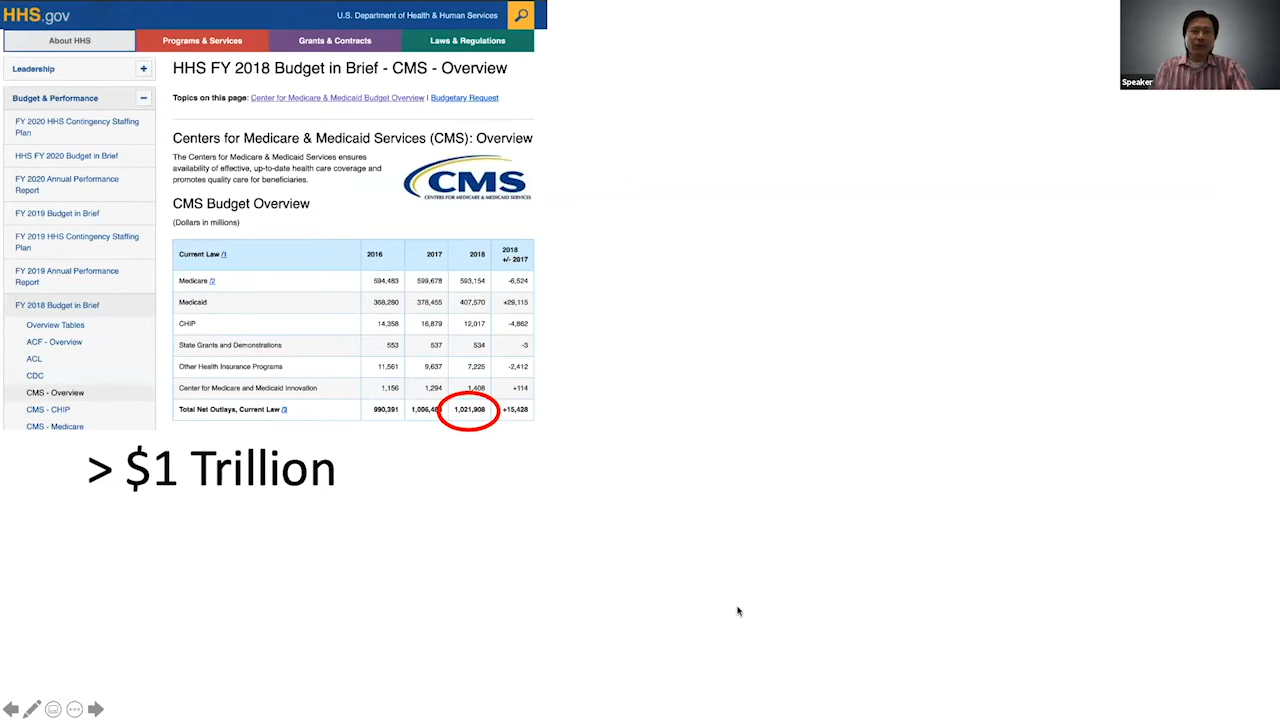 HHS.gov
U.S. Department of Health & Human Services
About HHS Programs & Services Grants & Contracts Laws & Regulations
Leadership +
Budget & Performance −
FY 2020 HHS Contingency Staffing
Plan
HHS FY 2020 Budget in Brief
FY 2020 Annual Performance
Report
FY 2019 Budget in Brief
FY 2019 HHS Contingency Staffing
Plan
FY 2019 Annual Performance
Report
FY 2018 Budget in Brief
Overview Tables
ACF - Overview
ACL
CDC
CMS - Overview
CMS - CHIP
CMS - Medicare
HHS FY 2018 Budget in Brief - CMS - Overview
Topics on this page: Center for Medicare & Medicaid Budget Overview | Budgetary Request
Centers for Medicare & Medicaid Services (CMS): Overview
The Centers for Medicare & Medicaid Services ensures
availability of effective, up-to-date health care coverage and
promotes quality care for beneficiaries.
CMS
CENTERS FOR MEDICARE & MEDICAID SERVICES
CMS Budget Overview
(Dollars in millions)
Current Law /1 2016 2017 2018 2018
+/- 2017
Medicare /2 594,483 599,678 593,154 -6,524
Medicaid 368,280 378,455 407,570 +29,115
CHIP 14,358 16,879 12,017 -4,862
State Grants and Demonstrations 553 537 534 -3
Other Health Insurance Programs 11,561 9,637 7,225 -2,412
Center for Medicare and Medicaid Innovation 1,156 1,294 1,408 +114
Total Net Outlays, Current Law /3 990,391 1,021,908 +15,428
> $1 Trillion
Speaker